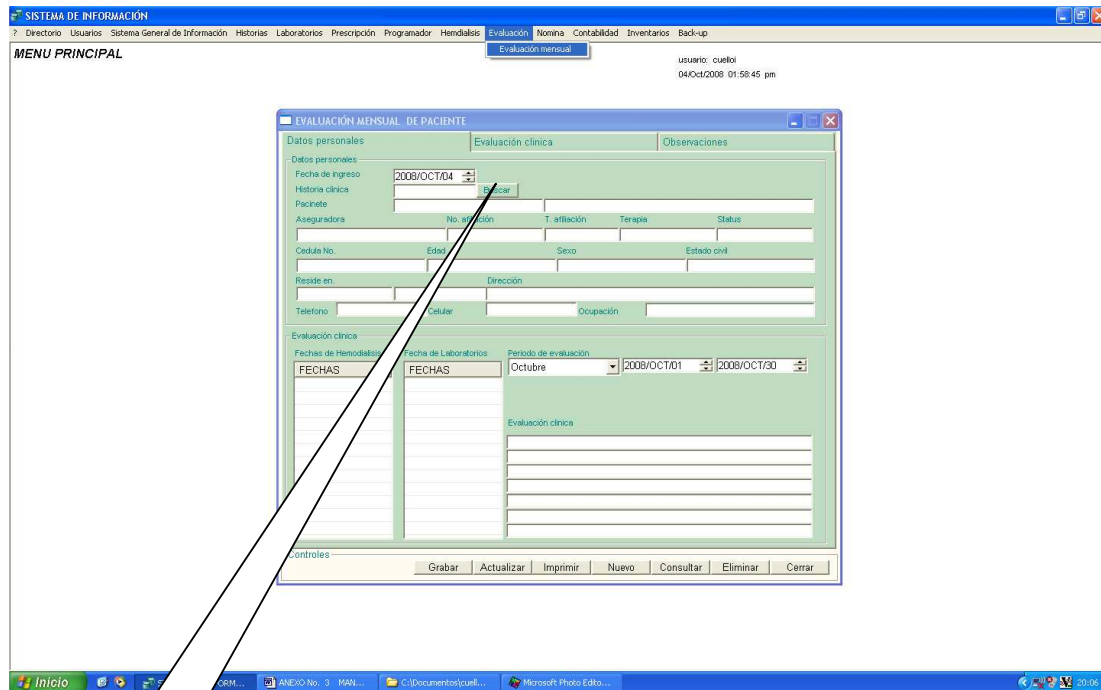 SISTEMA DE INFORMACIÓN
? Directorio Usuarios Sistema General de Información Historias Laboratorios Prescripción Programador Hemdialsis Evaluación Nomina Contabilidad Inventarios Back-up
Evaluación mensual
MENU PRINCIPAL
usuario: cuelloi
04/Oct/2008 01:58:45 pm
EVALUACIÓN MENSUAL DE PACIENTE
Datos personales Evaluación clinica Observaciones
Datos personales
Fecha de ingreso 2008/OCT/04
Historia clinica Buscar
Pacinete
Aseguradora No. afiliación T. afiliación Terapia Status
Cedula No. Edad Sexo Estado civil
Reside en. Dirección
Telefono Celular Ocupación
Evaluación clinica
Fechas de Hemodialisis Fecha de Laboratorios Periodo de evaluación
FECHAS FECHAS Octubre 2008/OCT/01 2008/OCT/30
Evaluación clinica
Controles
Grabar Actualizar Imprimir Nuevo Consultar Eliminar Cerrar
Inicio ANEXO No. 3 MAN... C:\Documentos\cuell... Microsoft Photo Edito... 20:06